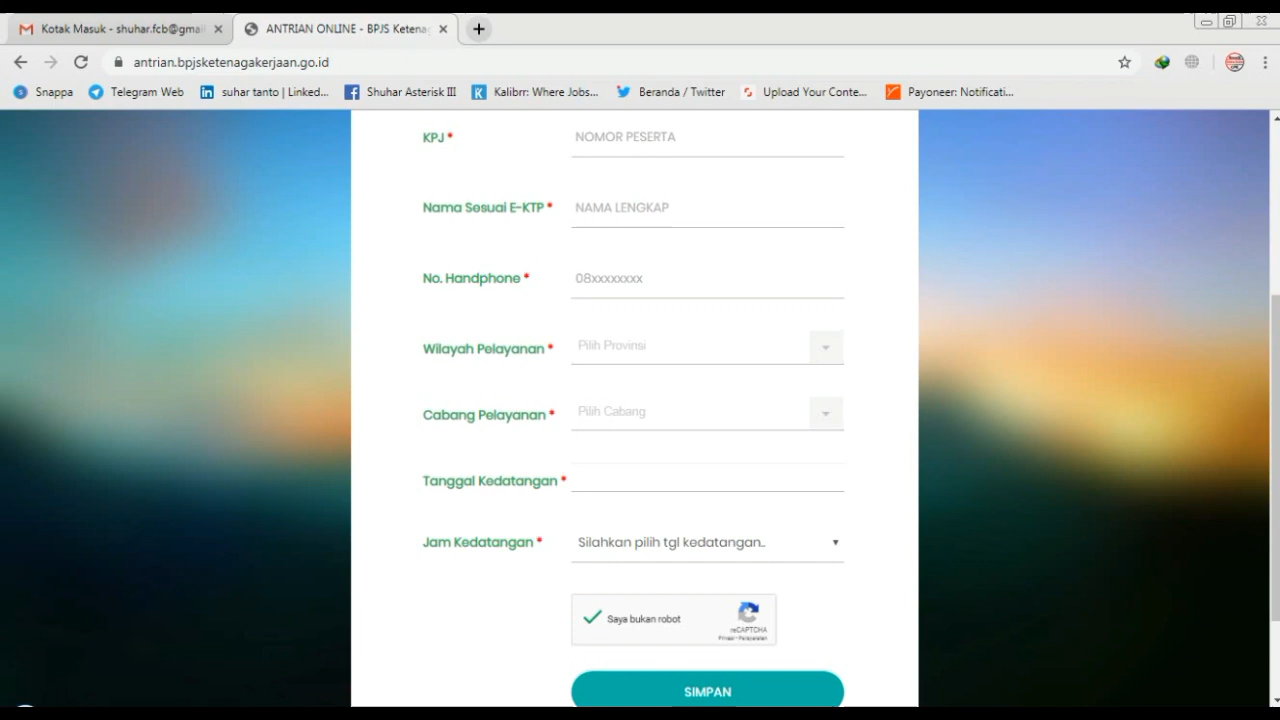 Kotak Masuk - shuhar.fcb@gmai
ANTRIAN ONLINE - BPJS Ketena
antrian.bpjsketenagakerjaan.go.id
Snappa
Telegram Web
suhar tanto | Linked...
Shuhar Asterisk III
Kalibrr: Where Jobs...
Beranda / Twitter
Upload Your Conte...
Payoneer: Notificati...
KPJ * NOMOR PESERTA
Nama Sesuai E-KTP * NAMA LENGKAP
No. Handphone * 08xxxxxxxx
Wilayah Pelayanan * Pilih Provinsi
Cabang Pelayanan * Pilih Cabang
Tanggal Kedatangan *
Jam Kedatangan * Silahkan pilih tgl kedatangan..
Saya bukan robot
reCAPTCHA
SIMPAN